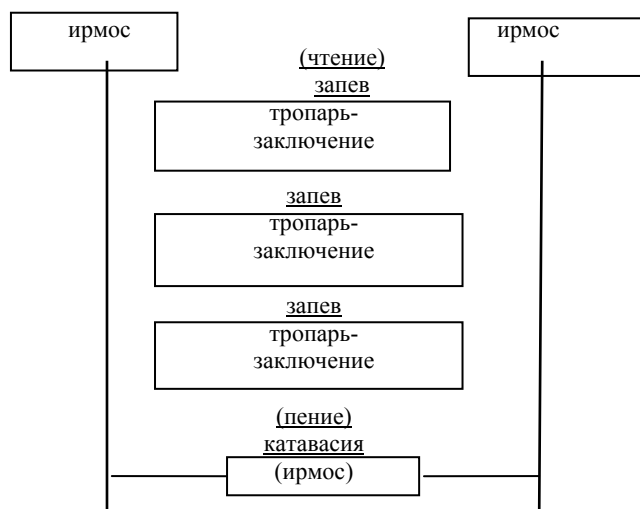 ирмос
ирмос
(чтение)
запев
тропарь-
заключение
запев
тропарь-
заключение
запев
тропарь-
заключение
(пение)
катавасия
(ирмос)